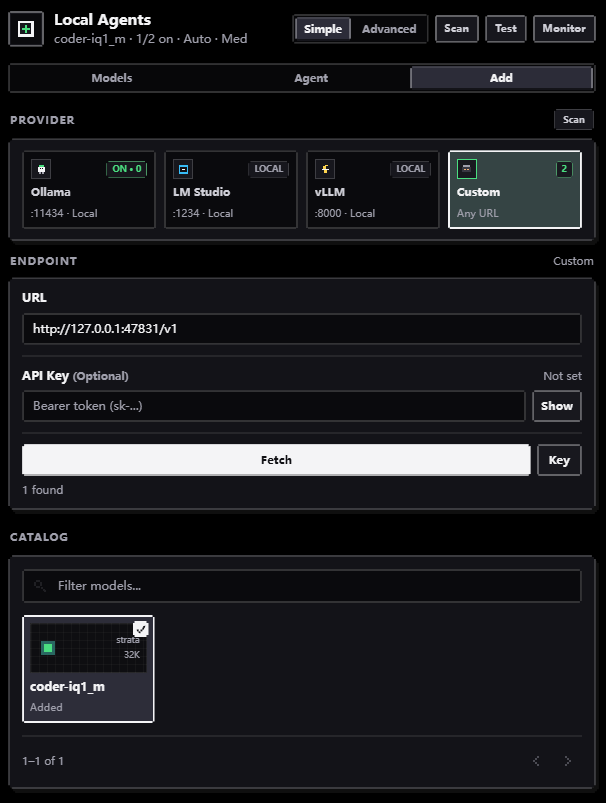 Local Agents
coder-iq1_m · 1/2 on · Auto · Med
Simple Advanced Scan Test Monitor
Models Agent Add
PROVIDER Scan
ON • 0 LOCAL LOCAL 2
Ollama LM Studio vLLM Custom
:11434 · Local :1234 · Local :8000 · Local Any URL
ENDPOINT Custom
URL
http://127.0.0.1:47831/v1
API Key (Optional) Not set
Bearer token (sk-...) Show
Fetch Key
1 found
CATALOG
Filter models...
strata
32K
coder-iq1_m
Added
1–1 of 1